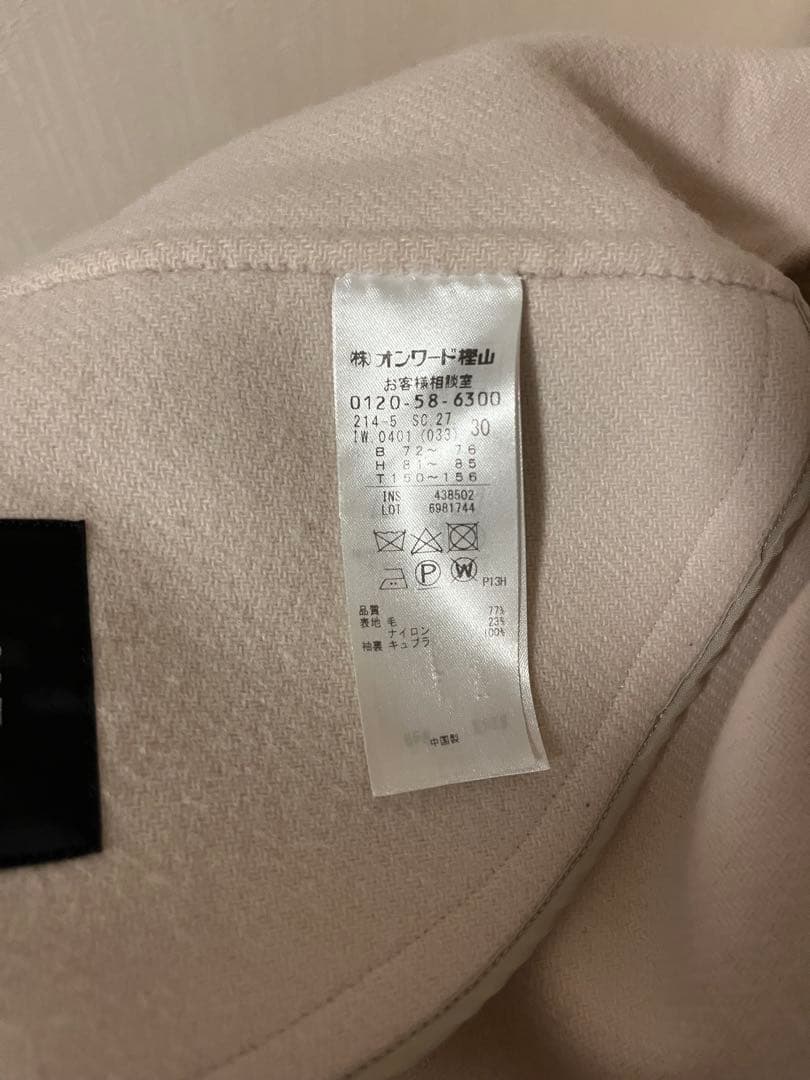 (株)オンワード樫山
お客様相談室
0120-58-6300
214-5 SC.27
IW.0401 (033) 30
B 72～ 76
H 81～ 85
T150～156
INS 438502
LOT 6981744
P W P13H
品質
表地 毛 77%
ナイロン 23%
袖裏 キュプラ 100%
中国製